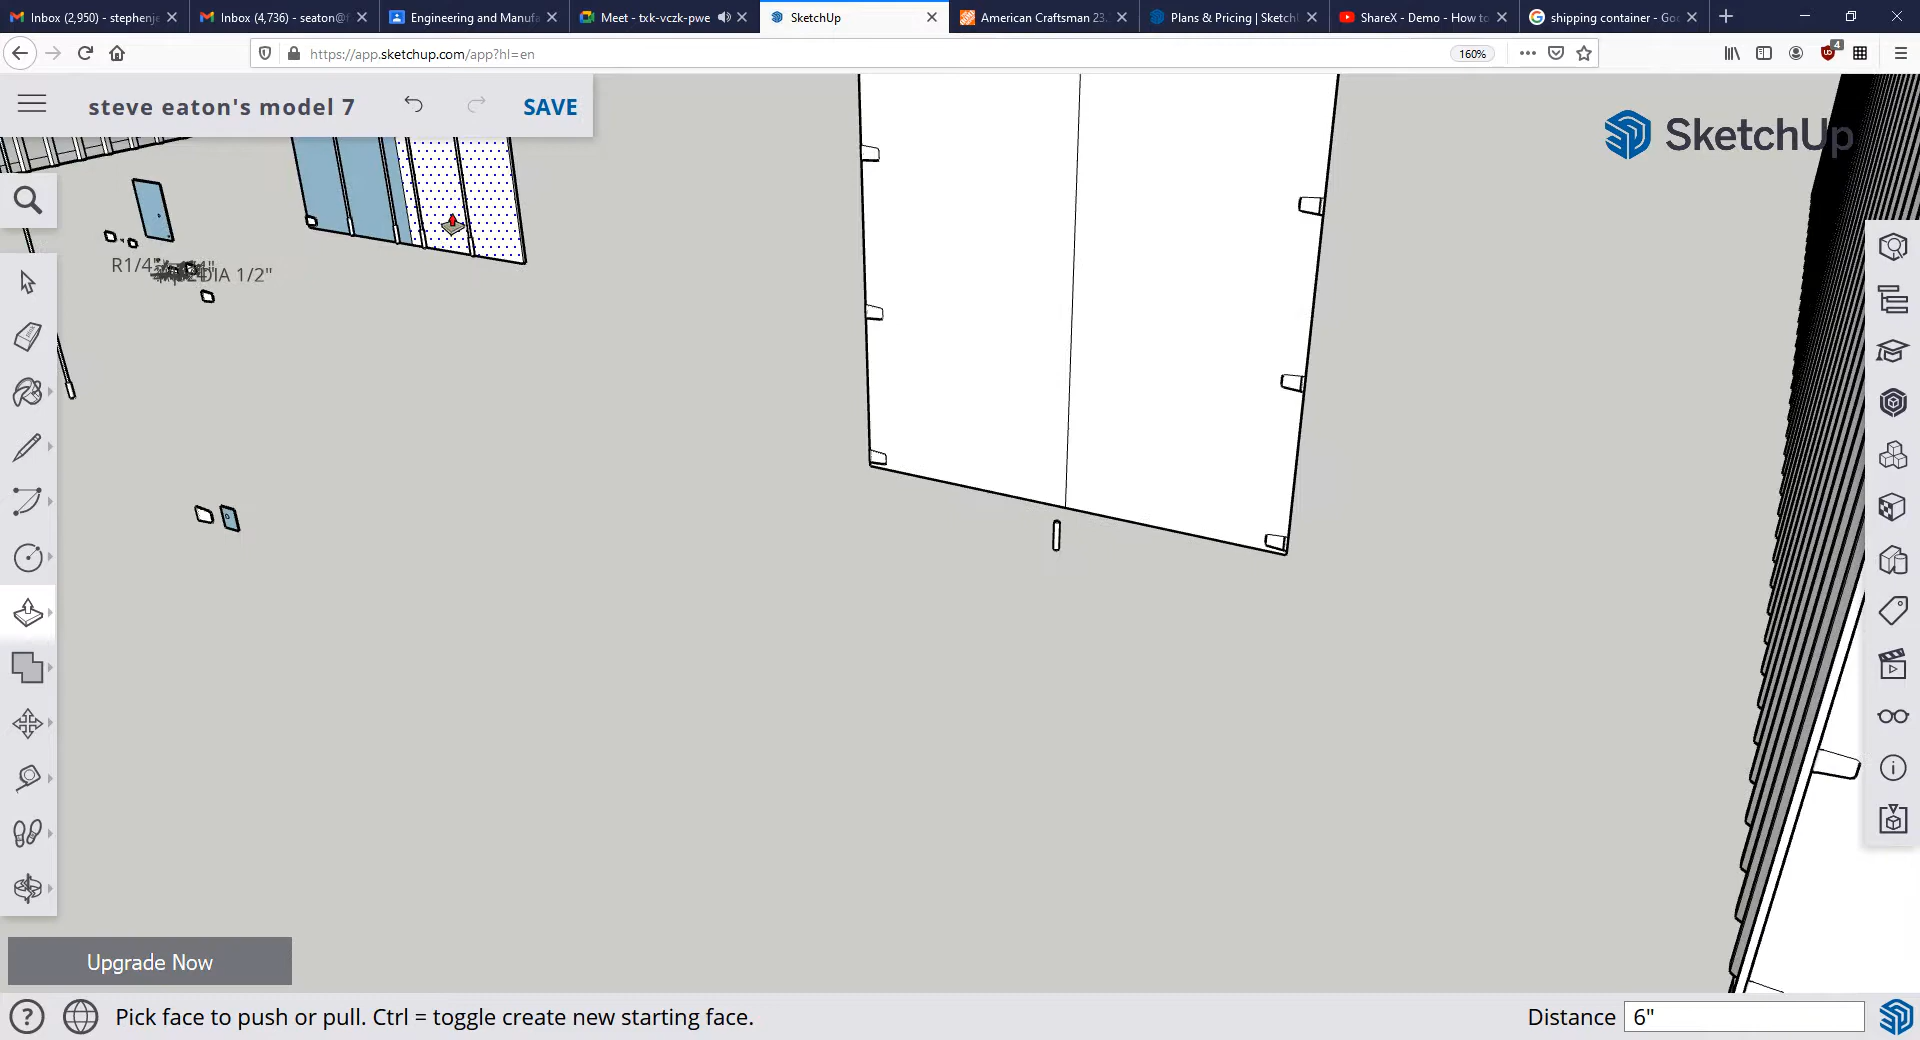 Inbox (2,950) - stephenje
Inbox (4,736) - seaton@f
Engineering and Manufa
Meet - txk-vczk-pwe
SketchUp
American Craftsman 23.
Plans & Pricing | SketchU
ShareX - Demo - How to
shipping container - Goo
https://app.sketchup.com/app?hl=en
160%
4
steve eaton's model 7
SAVE
SketchUp
R1/4"
DIA 1/2"
Upgrade Now
Pick face to push or pull. Ctrl = toggle create new starting face.
Distance
6"